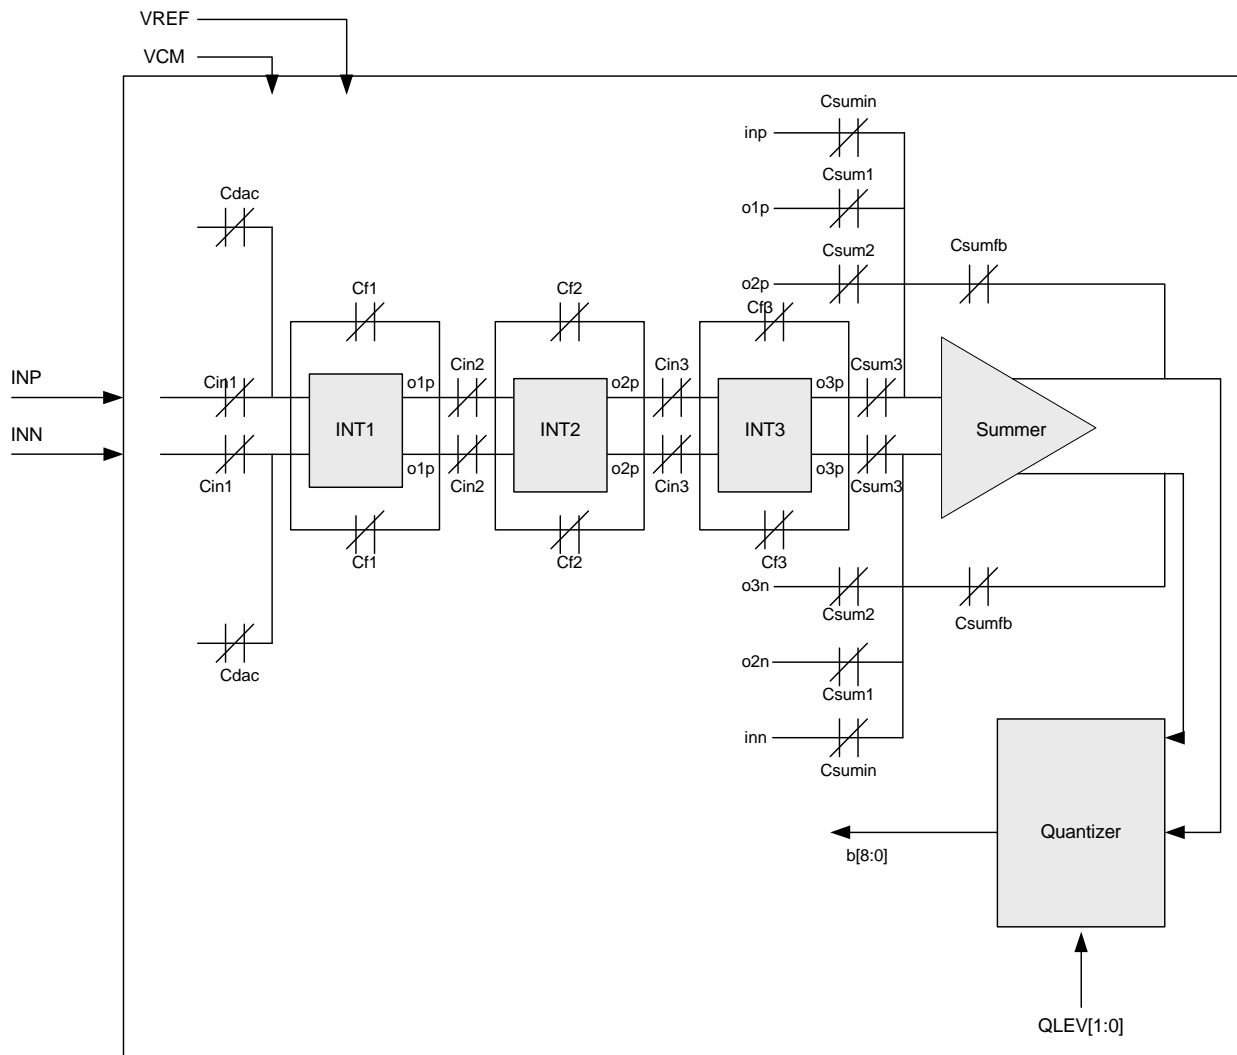 VREF
VCM
Csumin
inp
Csum1
o1p
Cdac
Csum2
Csumfb
o2p
Cf1
Cf2
Cf3
INP
Cin1
o1p
Cin2
o2p
Cin3
o3p
Csum3
INT1
INT2
INT3
Summer
INN
Cin1
o1p
Cin2
o2p
Cin3
o3p
Csum3
Cf1
Cf2
Cf3
o3n
Csum2
Csumfb
o2n
Cdac
Csum1
inn
Csumin
Quantizer
b[8:0]
QLEV[1:0]